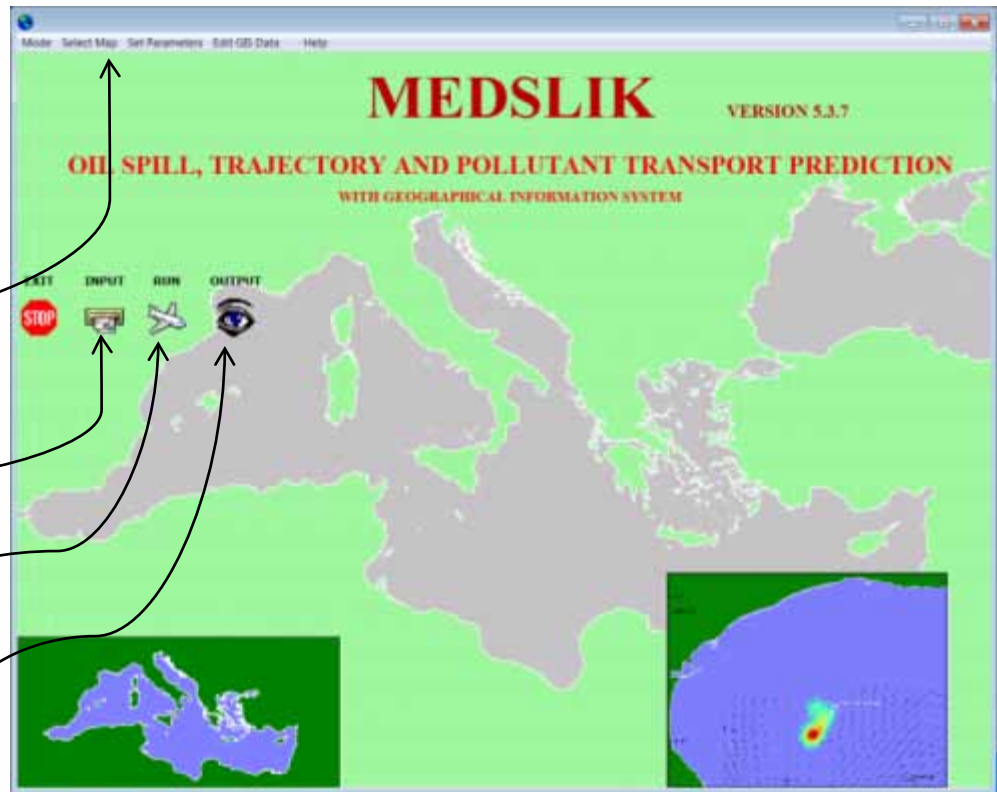 Mode Select Map Set Parameters Edit GIS Data Help
MEDSLIK VERSION 5.3.7
OIL SPILL, TRAJECTORY AND POLLUTANT TRANSPORT PREDICTION
WITH GEOGRAPHICAL INFORMATION SYSTEM
EXIT INPUT RUN OUTPUT
STOP